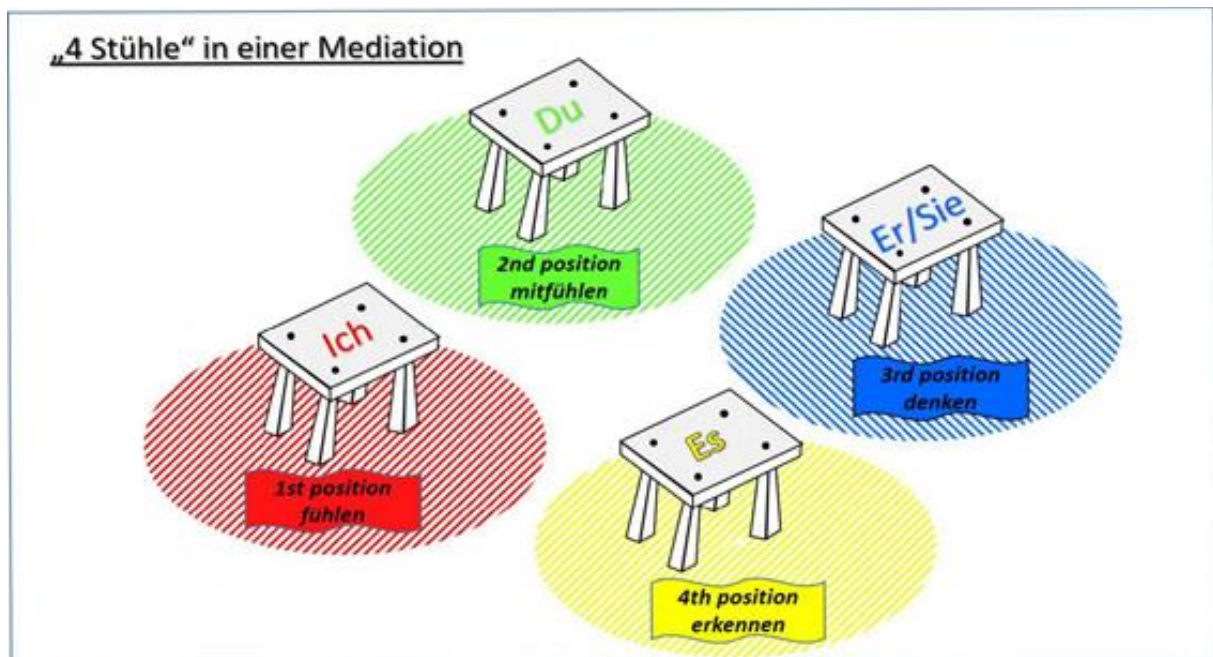 „4 Stühle“ in einer Mediation
Du
2nd position
mitfühlen
Er/Sie
3rd position
denken
Ich
1st position
fühlen
Es
4th position
erkennen